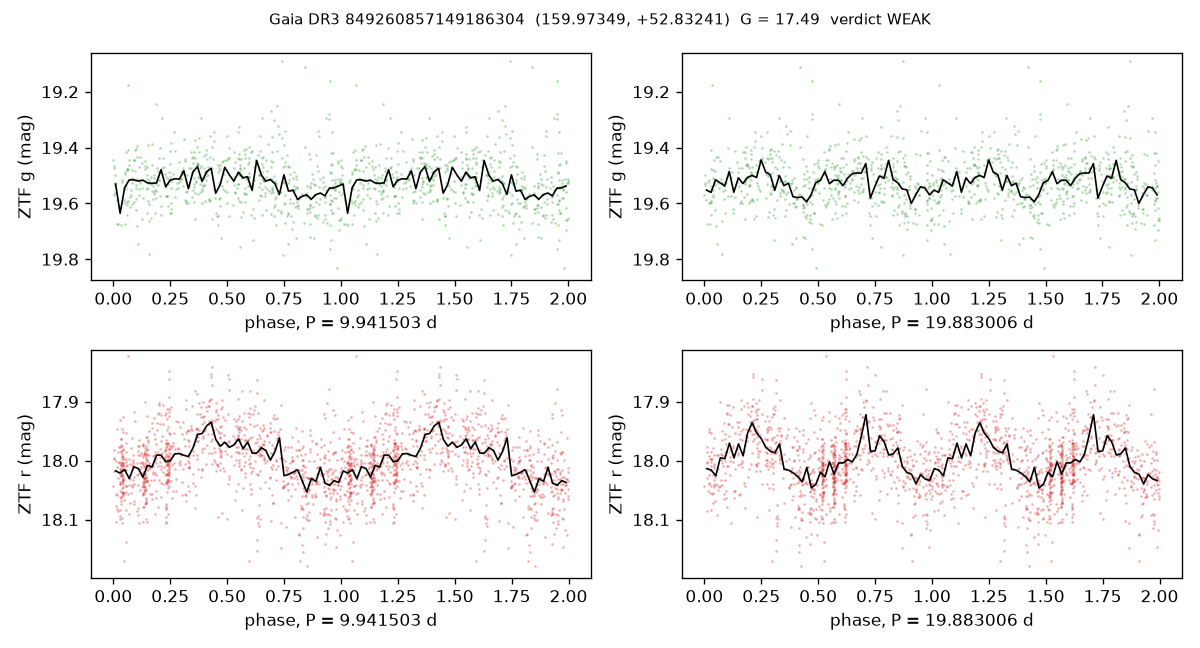 Gaia DR3 849260857149186304  (159.97349, +52.83241)  G = 17.49  verdict WEAK
ZTF g (mag)
19.2
19.4
19.6
19.8
0.00 0.25 0.50 0.75 1.00 1.25 1.50 1.75 2.00
phase, P = 9.941503 d
ZTF g (mag)
19.2
19.4
19.6
19.8
0.00 0.25 0.50 0.75 1.00 1.25 1.50 1.75 2.00
phase, P = 19.883006 d
ZTF r (mag)
17.9
18.0
18.1
0.00 0.25 0.50 0.75 1.00 1.25 1.50 1.75 2.00
phase, P = 9.941503 d
ZTF r (mag)
17.9
18.0
18.1
0.00 0.25 0.50 0.75 1.00 1.25 1.50 1.75 2.00
phase, P = 19.883006 d